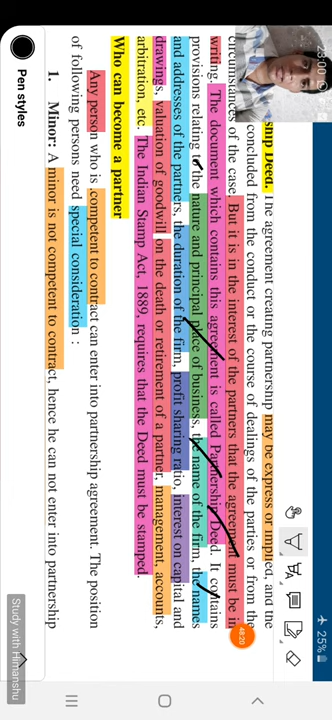 23:00
25%
ship Deed. The agreement creating partnership may be express or implied, and the
concluded from the conduct or the course of dealings of the parties or from the
circumstances of the case. But it is in the interest of the partners that the agreement must be in
writing. The document which contains this agreement is called Partnership Deed. It contains
provisions relating to the nature and principal place of business, the name of the firm, the names
and addresses of the partners, the duration of the firm, profit sharing ratio, interest on capital and
drawings, valuation of goodwill on the death or retirement of a partner, management, accounts,
arbitration, etc. The Indian Stamp Act, 1889, requires that the Deed must be stamped.
Who can become a partner
Any person who is competent to contract can enter into partnership agreement. The position
of following persons need special consideration :
1. Minor: A minor is not competent to contract, hence he can not enter into partnership
48:20
Pen styles
Study with Himanshu